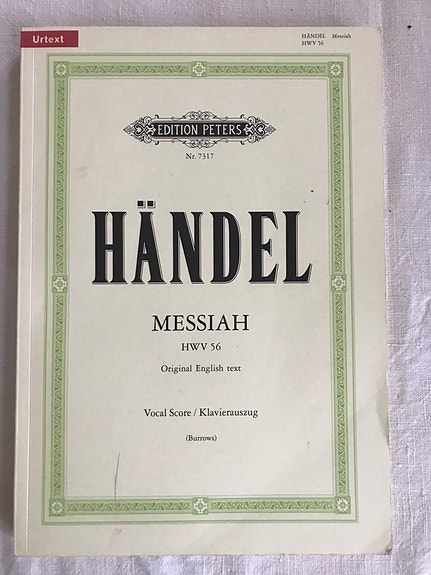 Urtext
HÄNDEL Messiah
HWV 56
EDITION PETERS
Nr. 7317
HÄNDEL
MESSIAH
HWV 56
Original English text
Vocal Score / Klavierauszug
(Burrows)